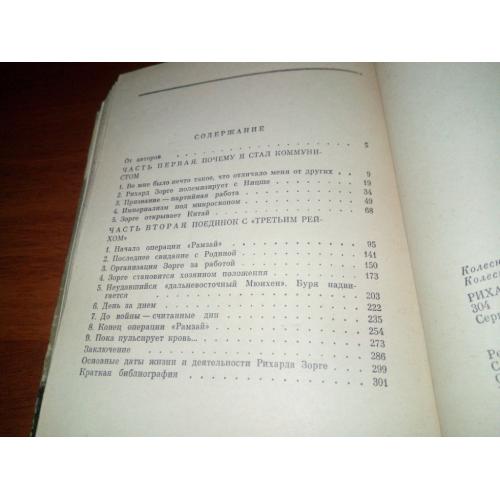 СОДЕРЖАНИЕ
От авторов 5
ЧАСТЬ ПЕРВАЯ. ПОЧЕМУ Я СТАЛ КОММУНИ-
СТОМ
1. Во мне было нечто такое, что отличало меня от других 9
2. Рихард Зорге полемизирует с Ницше 19
3. Признание — партийная работа 34
4. Империализм под микроскопом 49
5. Зорге открывает Китай 68
ЧАСТЬ ВТОРАЯ. ПОЕДИНОК С «ТРЕТЬИМ РЕЙ-
ХОМ»
1. Начало операции «Рамзай» 95
2. Последнее свидание с Родиной 141
3. Организация Зорге за работой 150
4. Зорге становится хозяином положения 173
5. Неудавшийся «дальневосточный Мюнхен». Буря надви-
гается 203
6. День за днем 222
7. До войны — считанные дни 235
8. Конец операции «Рамзай» 254
9. Пока пульсирует кровь... 273
Заключение 286
Основные даты жизни и деятельности Рихарда Зорге 299
Краткая библиография 301
Колесн
Колес
РИХА
304
Сер